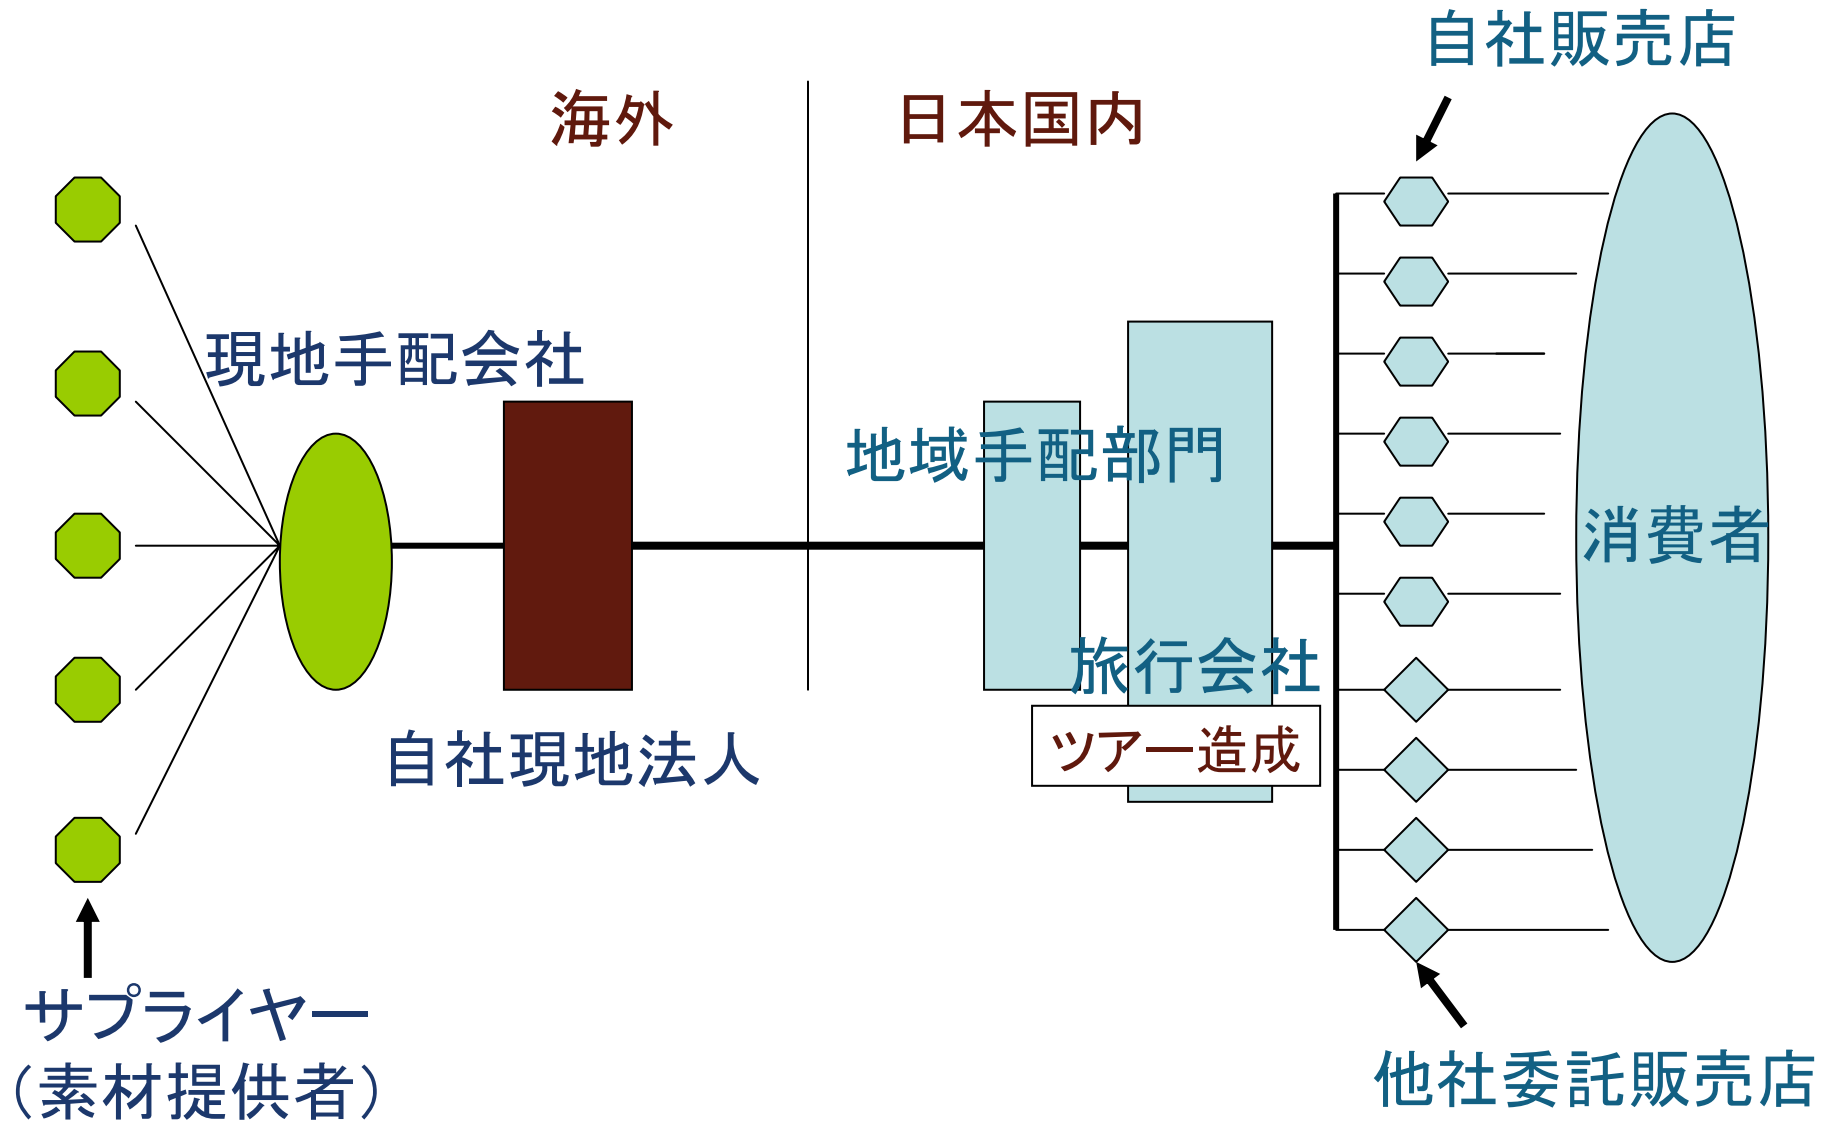 自社販売店
海外
日本国内
現地手配会社
地域手配部門
消費者
旅行会社
ツアー造成
自社現地法人
サプライヤー
（素材提供者）
他社委託販売店